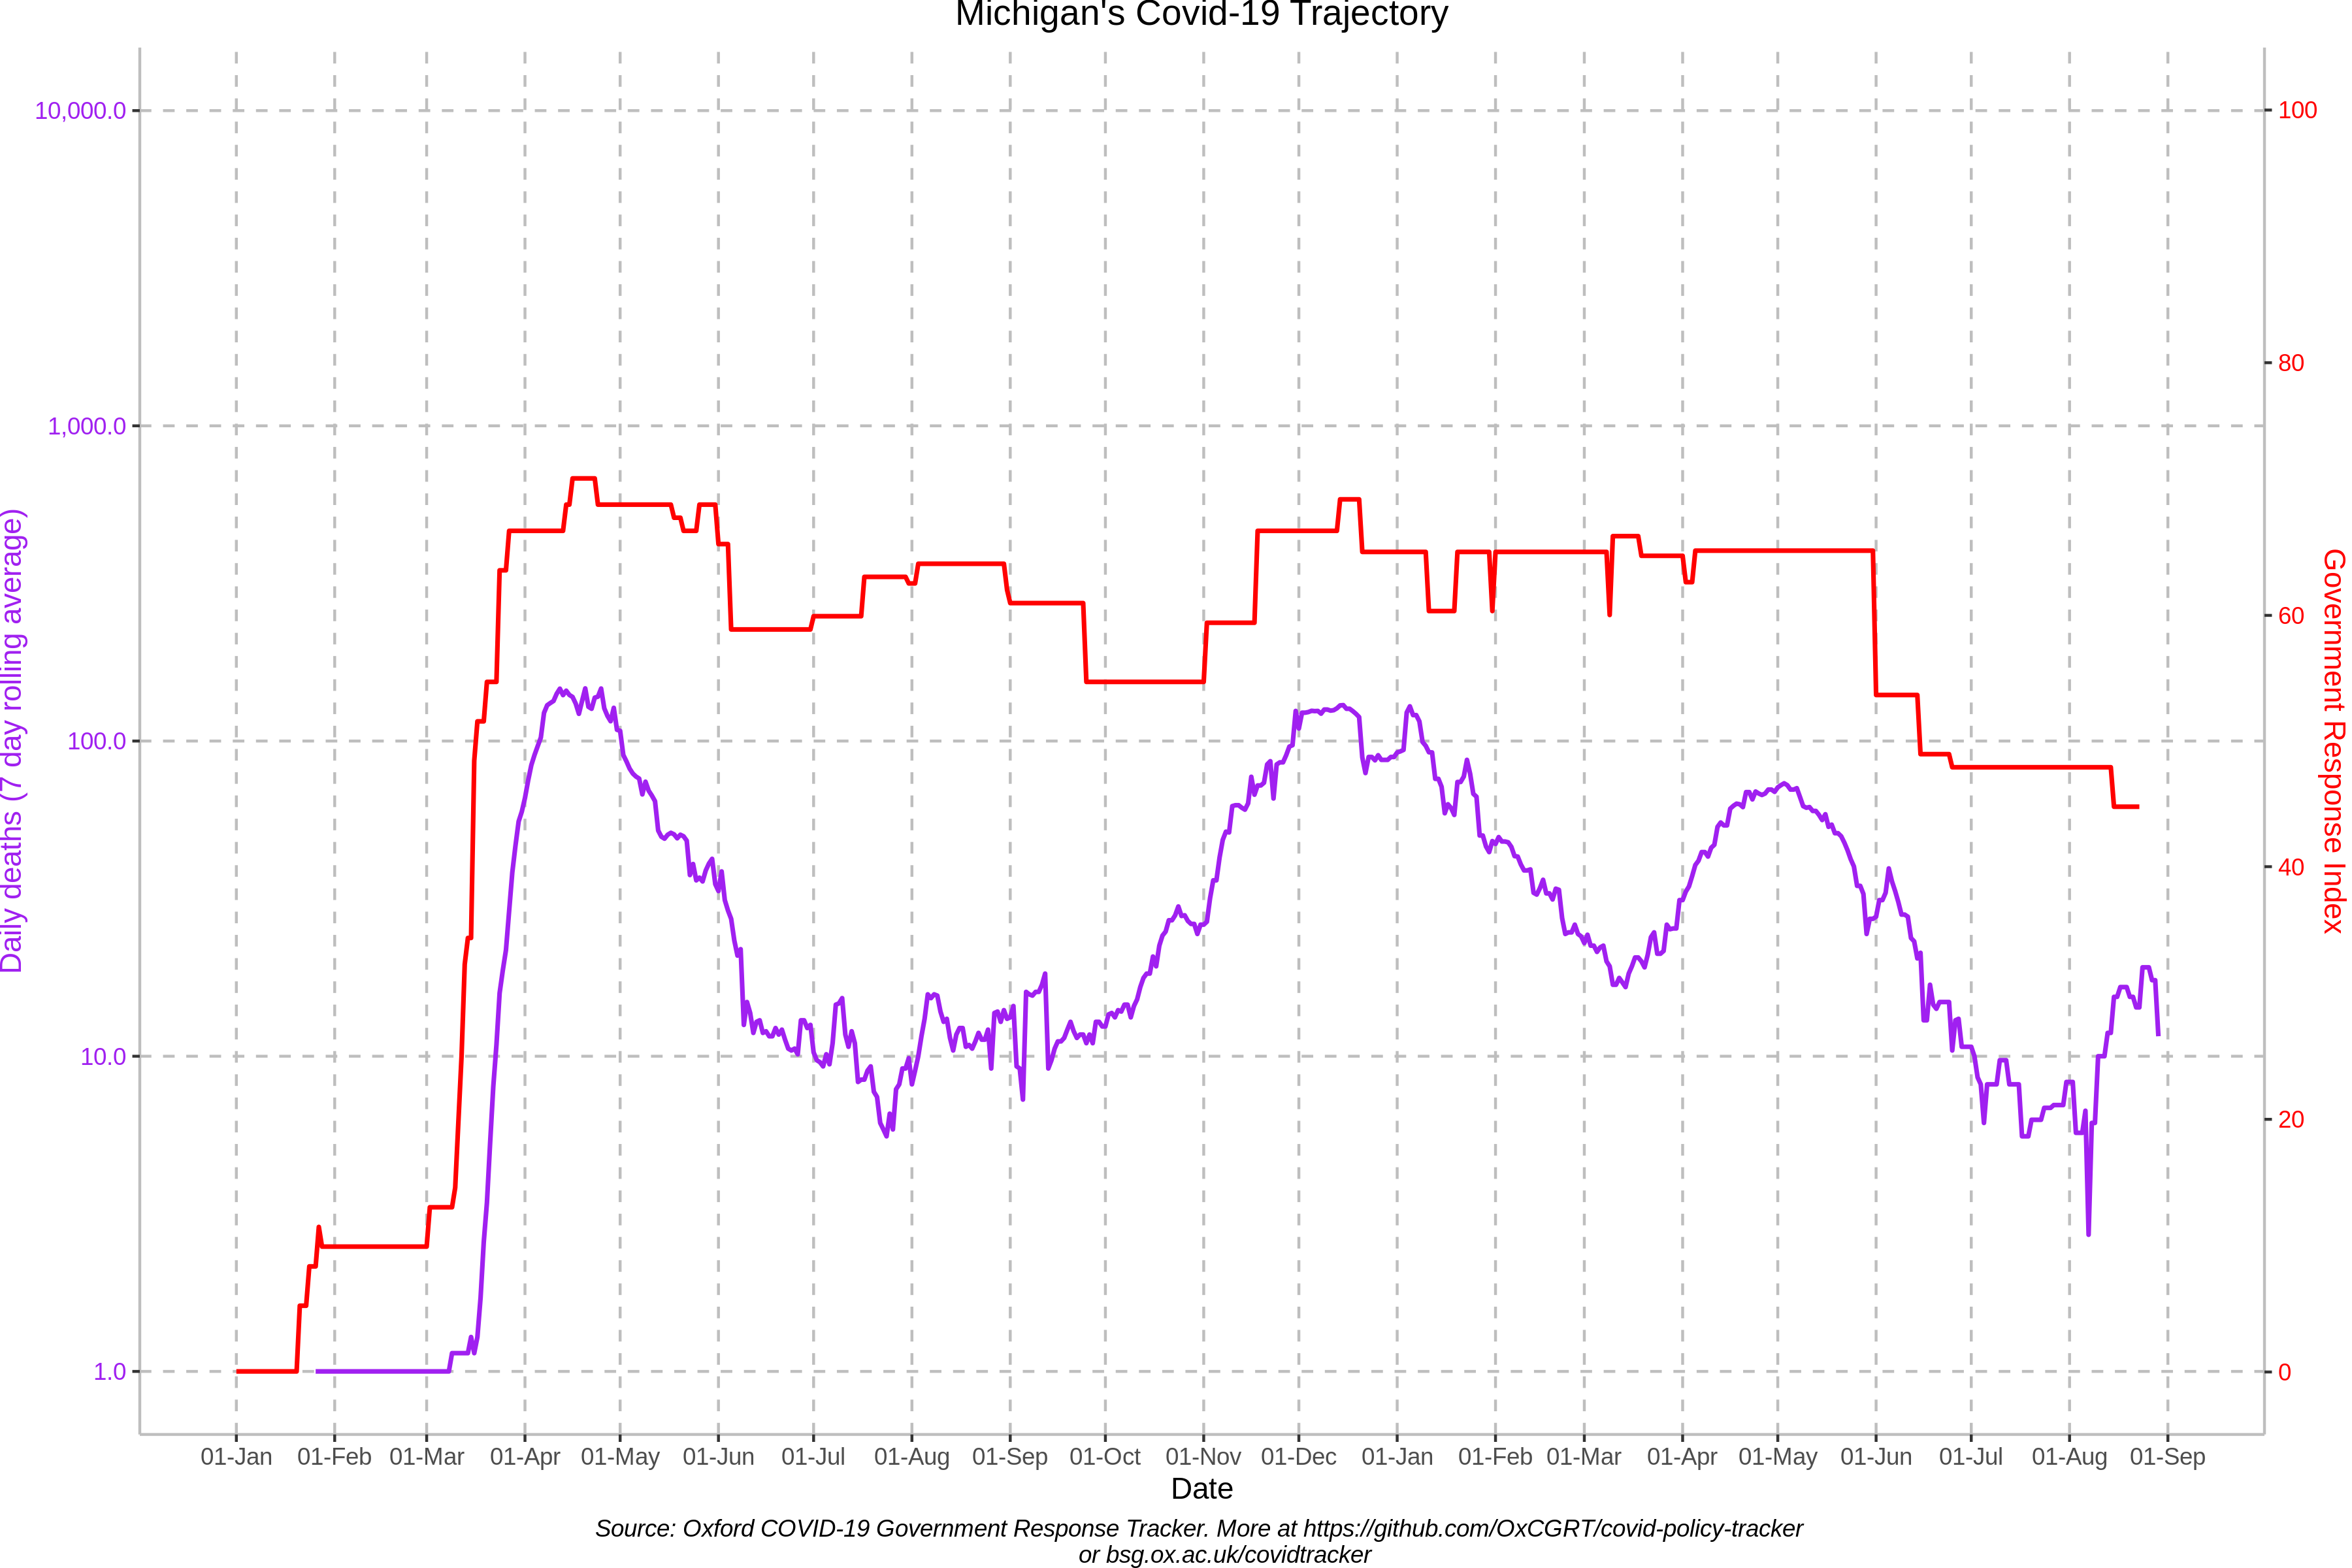 Michigan's Covid-19 Trajectory
10,000.0
1,000.0
100.0
10.0
1.0
Daily deaths (7 day rolling average)
100
80
60
40
20
0
Government Response Index
01-Jan 01-Feb 01-Mar 01-Apr 01-May 01-Jun 01-Jul 01-Aug 01-Sep 01-Oct 01-Nov 01-Dec 01-Jan 01-Feb 01-Mar 01-Apr 01-May 01-Jun 01-Jul 01-Aug 01-Sep
Date
Source: Oxford COVID-19 Government Response Tracker. More at https://github.com/OxCGRT/covid-policy-tracker
or bsg.ox.ac.uk/covidtracker